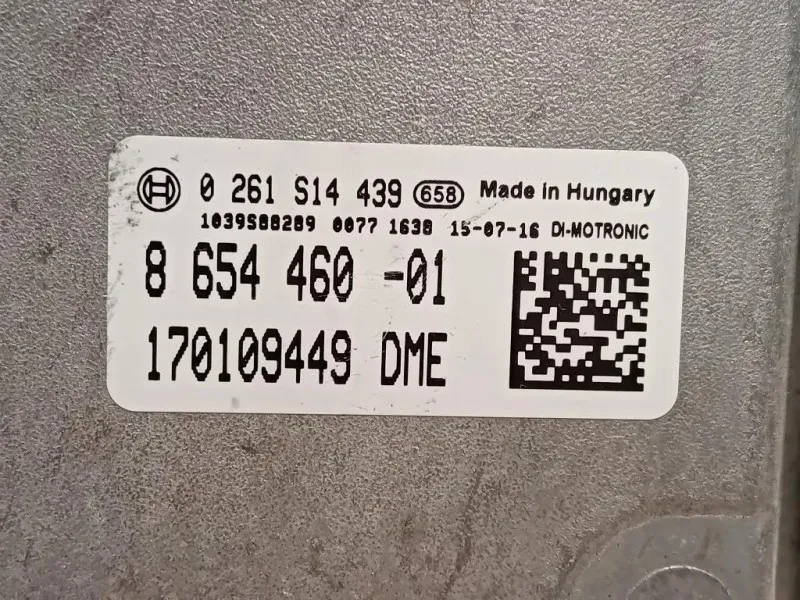 0 261 S14 439 658 Made in Hungary
1039S88289 0077 1638 15-07-16 DI-MOTRONIC
8 654 460 -01
170109449 DME